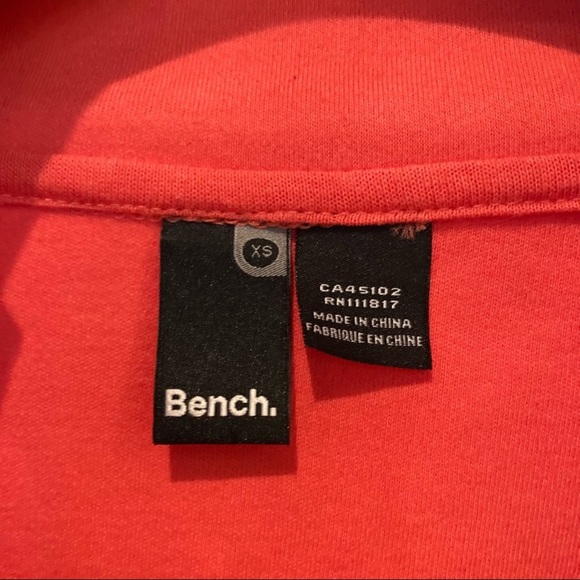 XS
Bench.
CA45102
RN111817
MADE IN CHINA
FABRIQUE EN CHINE